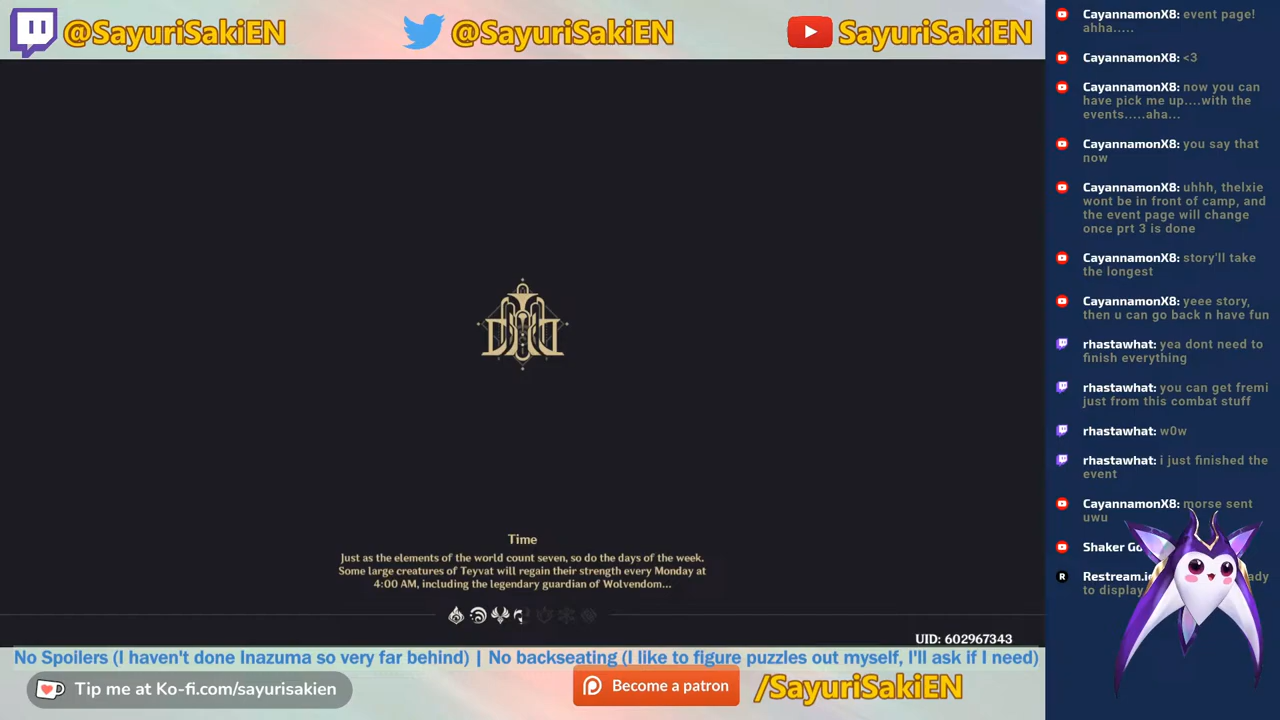 @SayuriSakiEN
@SayuriSakiEN
SayuriSakiEN
CayannamonX8: event page!
ahha.....
CayannamonX8: <3
CayannamonX8: now you can
have pick me up....with the
events.....aha...
CayannamonX8: you say that
now
CayannamonX8: uhhh, thelxie
wont be in front of camp, and
the event page will change
once prt 3 is done
CayannamonX8: story'll take
the longest
CayannamonX8: yeee story,
then u can go back n have fun
rhastawhat: yea dont need to
finish everything
rhastawhat: you can get fremi
just from this combat stuff
rhastawhat: w0w
rhastawhat: i just finished the
event
CayannamonX8: morse sent
uwu
Shaker
Restream.i
to display
Time
Just as the elements of the world count seven, so do the days of the week.
Some large creatures of Teyvat will regain their strength every Monday at
4:00 AM, including the legendary guardian of Wolvendom...
UID: 602967343
No Spoilers (I haven't done Inazuma so very far behind) | No backseating (I like to figure puzzles out myself, I'll ask if I need)
Tip me at Ko-fi.com/sayurisakien
Become a patron
/SayuriSakiEN